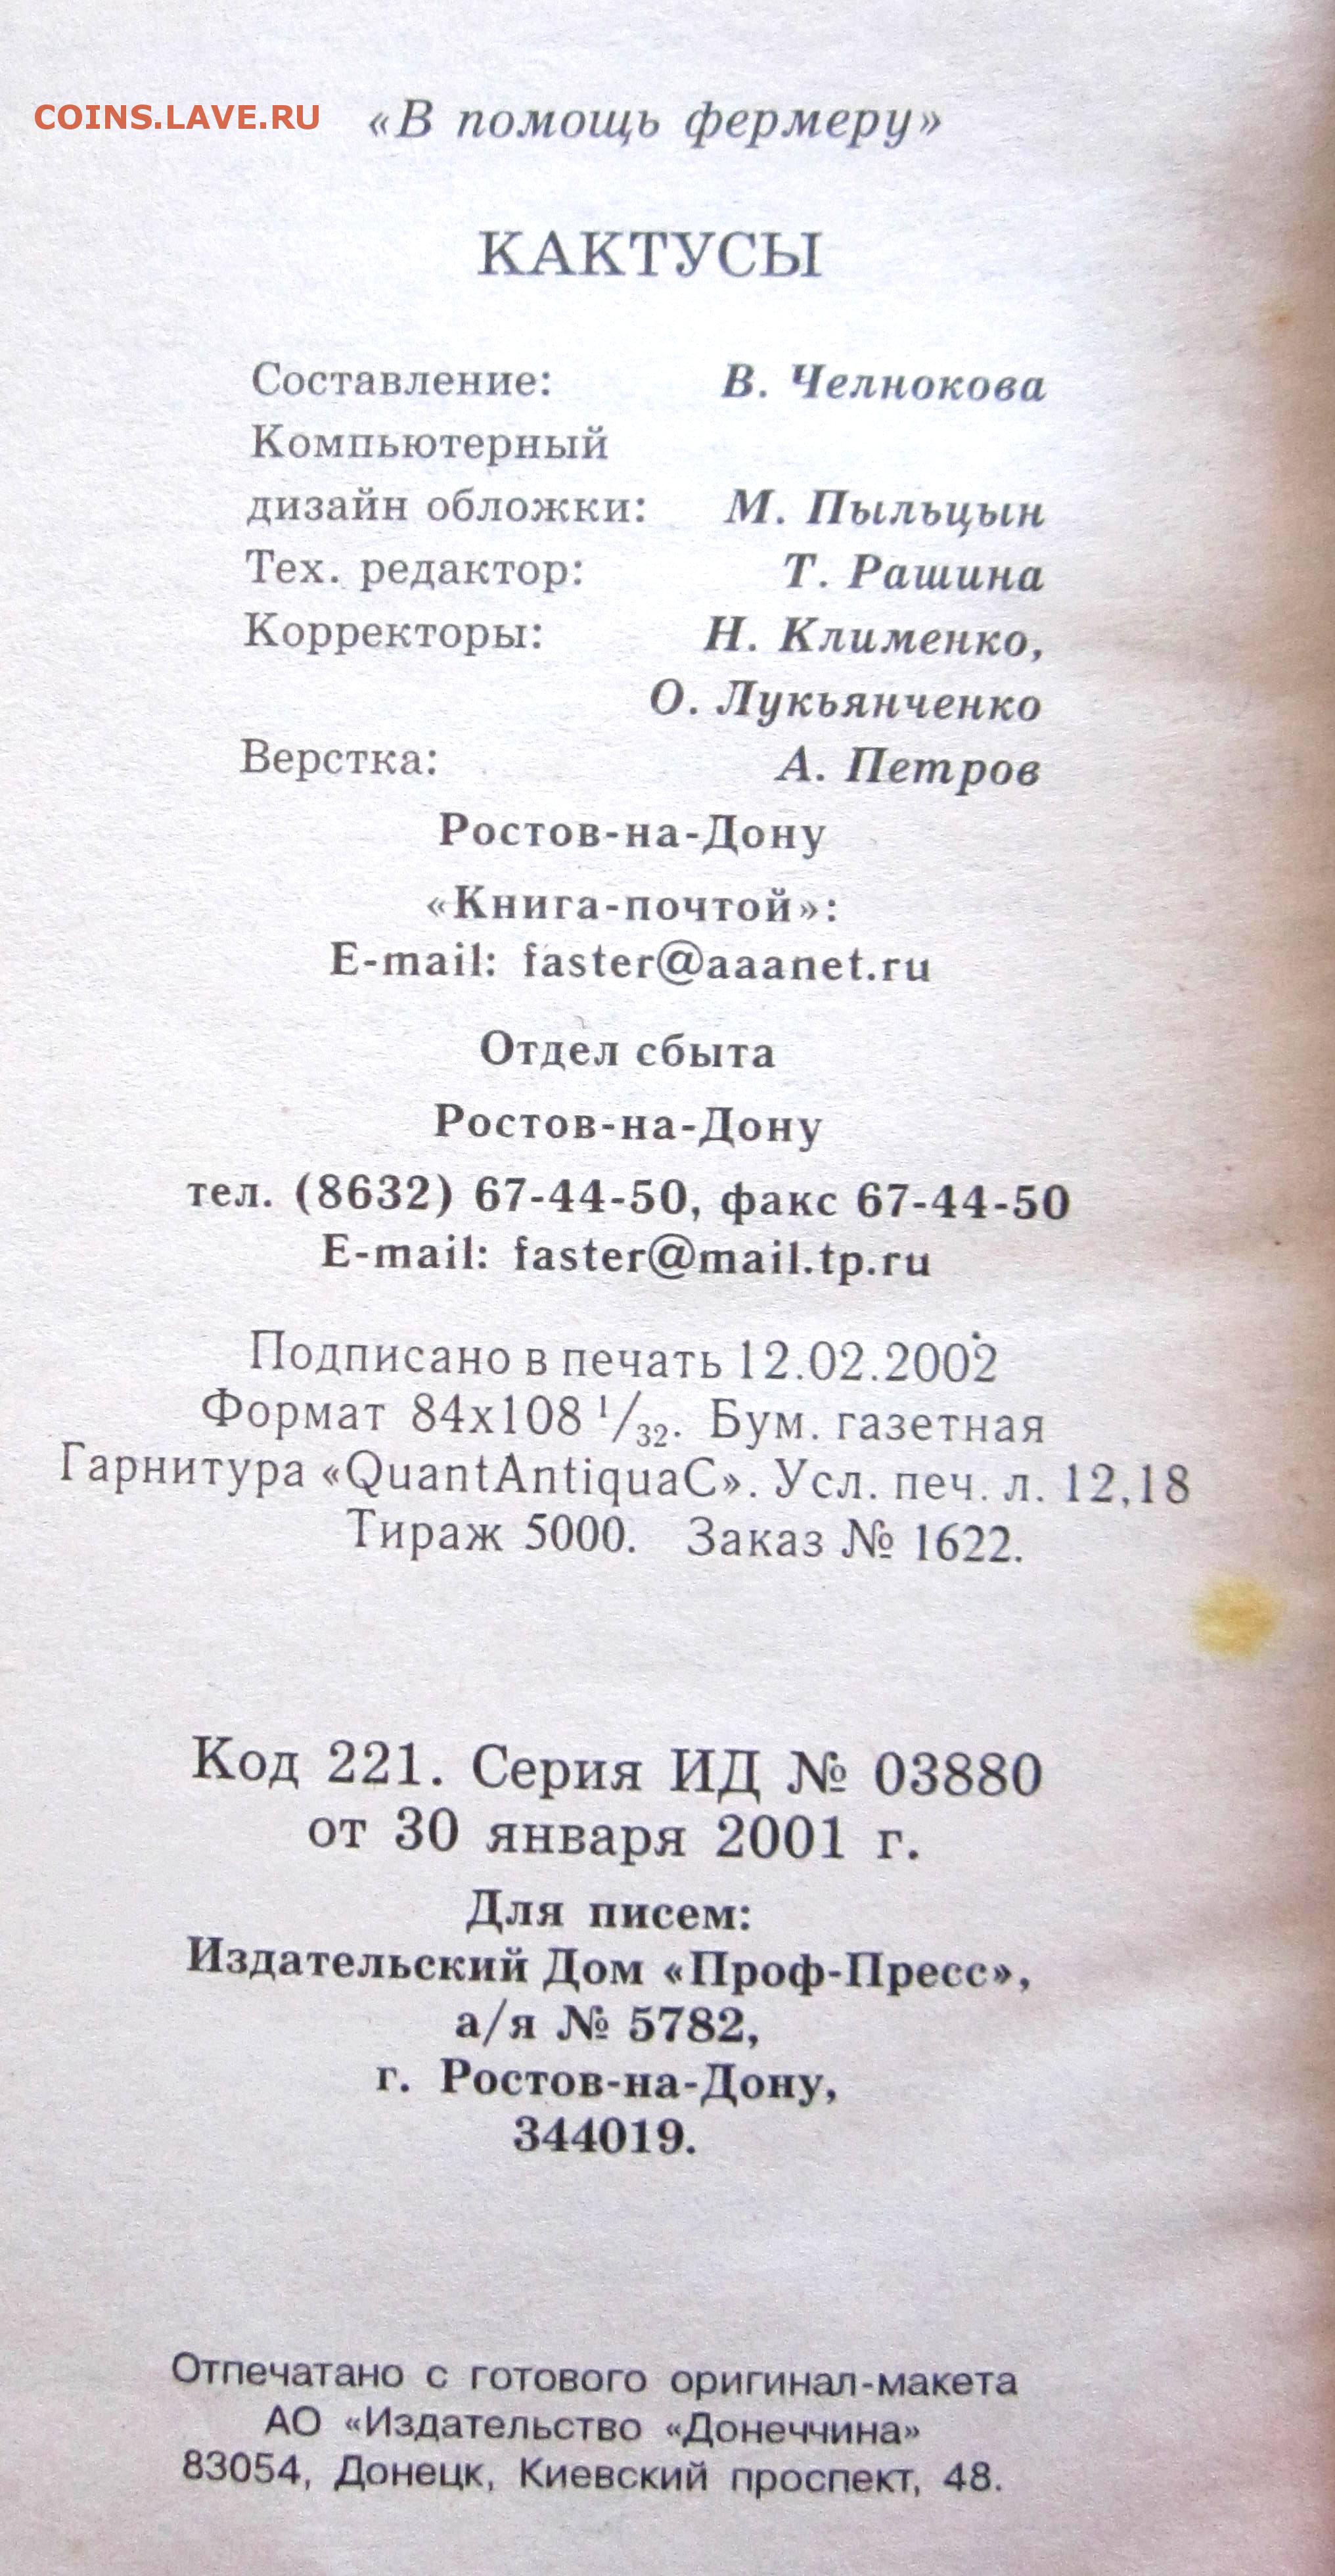 COINS.LAVE.RU
«В помощь фермеру»
КАКТУСЫ
Составление: В. Челнокова
Компьютерный
дизайн обложки: М. Пыльцын
Тех. редактор: Т. Рашина
Корректоры: Н. Клименко,
О. Лукьянченко
Верстка: А. Петров
Ростов-на-Дону
«Книга-почтой»:
E-mail: faster@aaanet.ru
Отдел сбыта
Ростов-на-Дону
тел. (8632) 67-44-50, факс 67-44-50
E-mail: faster@mail.tp.ru
Подписано в печать 12.02.2002
Формат 84x108 1/32. Бум. газетная
Гарнитура «QuantAntiquaC». Усл. печ. л. 12,18
Тираж 5000. Заказ № 1622.
Код 221. Серия ИД № 03880
от 30 января 2001 г.
Для писем:
Издательский Дом «Проф-Пресс»,
а/я № 5782,
г. Ростов-на-Дону,
344019.
Отпечатано с готового оригинал-макета
АО «Издательство «Донеччина»
83054, Донецк, Киевский проспект, 48.